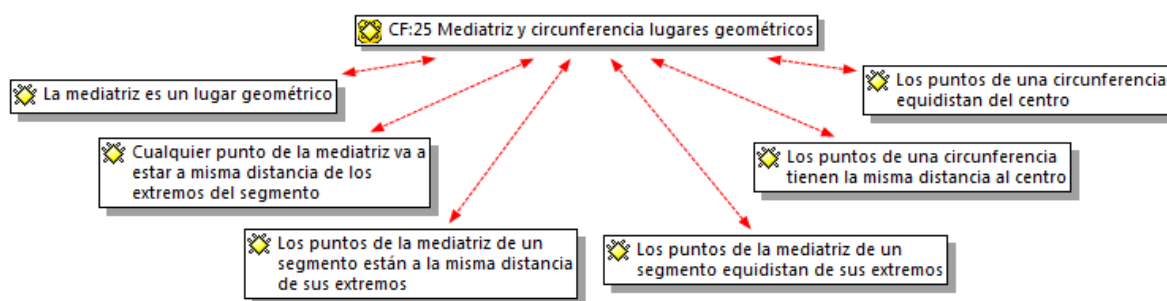 CF:25 Mediatriz y circunferencia lugares geométricos
La mediatriz es un lugar geométrico
Los puntos de una circunferencia
equidistan del centro
Cualquier punto de la mediatriz va a
estar a misma distancia de los
extremos del segmento
Los puntos de una circunferencia
tienen la misma distancia al centro
Los puntos de la mediatriz de un
segmento están a la misma distancia
de sus extremos
Los puntos de la mediatriz de un
segmento equidistan de sus extremos